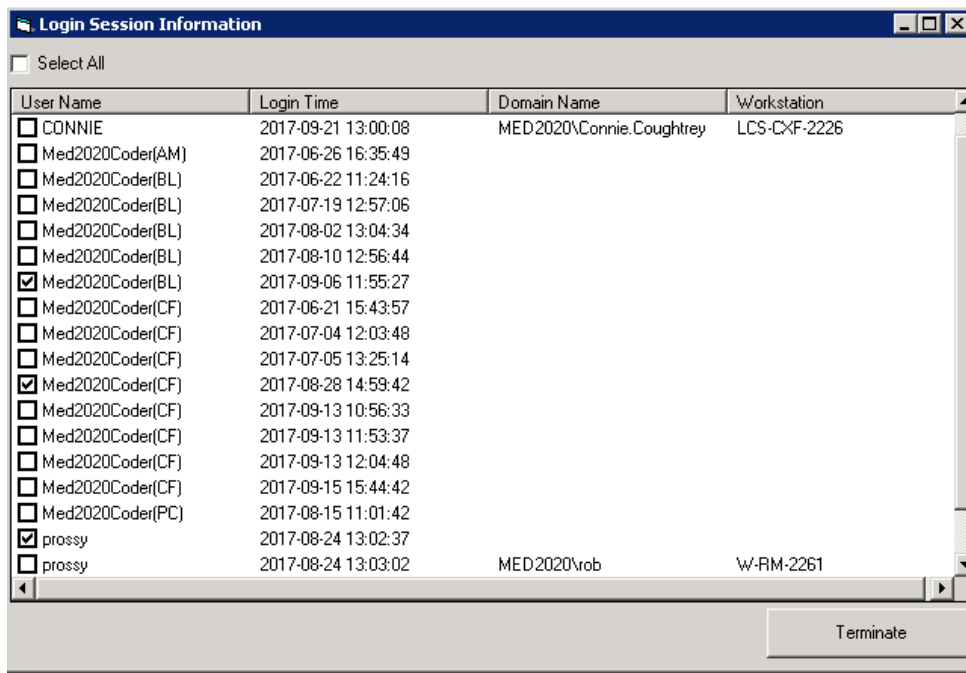 Login Session Information
Select All
User Name Login Time Domain Name Workstation
CONNIE 2017-09-21 13:00:08 MED2020\Connie.Coughtrey LCS-CXF-2226
Med2020Coder(AM) 2017-06-26 16:35:49
Med2020Coder(BL) 2017-06-22 11:24:16
Med2020Coder(BL) 2017-07-19 12:57:06
Med2020Coder(BL) 2017-08-02 13:04:34
Med2020Coder(BL) 2017-08-10 12:56:44
Med2020Coder(BL) 2017-09-06 11:55:27
Med2020Coder(CF) 2017-06-21 15:43:57
Med2020Coder(CF) 2017-07-04 12:03:48
Med2020Coder(CF) 2017-07-05 13:25:14
Med2020Coder(CF) 2017-08-28 14:59:42
Med2020Coder(CF) 2017-09-13 10:56:33
Med2020Coder(CF) 2017-09-13 11:53:37
Med2020Coder(CF) 2017-09-13 12:04:48
Med2020Coder(CF) 2017-09-15 15:44:42
Med2020Coder(PC) 2017-08-15 11:01:42
prossy 2017-08-24 13:02:37
prossy 2017-08-24 13:03:02 MED2020\rob W-RM-2261
Terminate